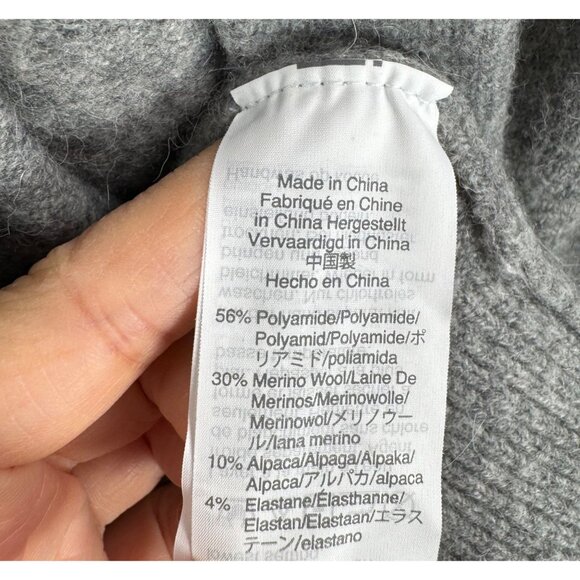 Made in China
Fabriqué en Chine
in China Hergestellt
Vervaardigd in China
中国製
Hecho en China
56% Polyamide/Polyamide/
Polyamid/Polyamide/ポ
リアミド/poliamida
30% Merino Wool/Laine De
Merinos/Merinowolle/
Merinowol/メリノウー
ル/lana merino
10% Alpaca/Alpaga/Alpaka/
Alpaca/アルパカ/alpaca
4% Elastane/Élasthanne/
Elastan/Elastaan/エラス
テーン/elastano